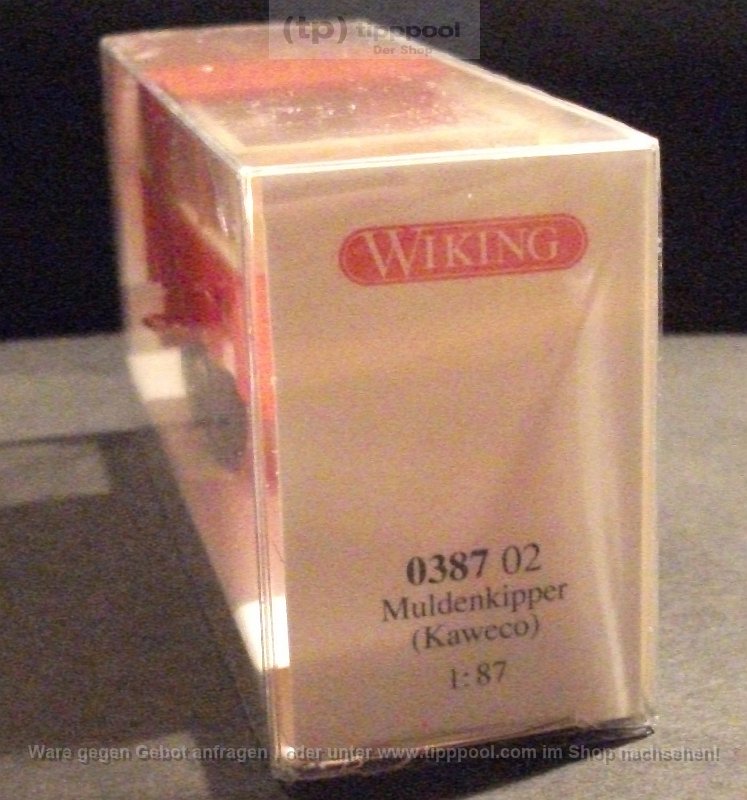 (tp) tipppool
Der Shop
WIKING
0387 02
Muldenkipper
(Kaweco)
1:87
Ware gegen Gebot anfragen ! oder unter www.tipppool.com im Shop nachsehen!